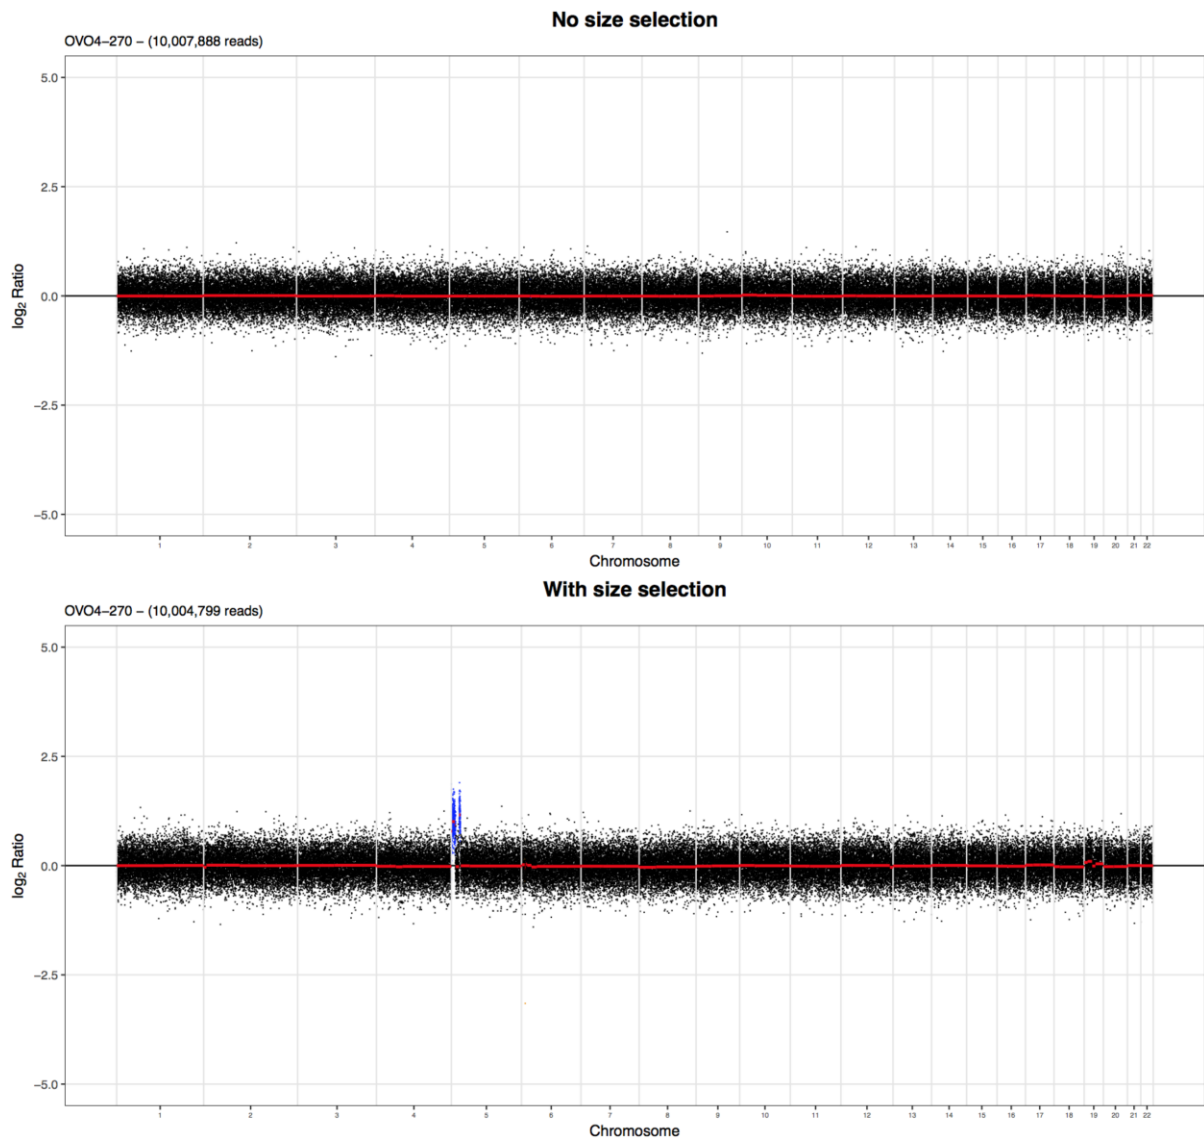 No size selection
OVO4–270 – (10,007,888 reads)
5.0
2.5
0.0
−2.5
−5.0
log2 Ratio
1 2 3 4 5 6 7 8 9 10 11 12 13 14 15 16 17 18 19 20 21 22
Chromosome
With size selection
OVO4–270 – (10,004,799 reads)
5.0
2.5
0.0
−2.5
−5.0
log2 Ratio
1 2 3 4 5 6 7 8 9 10 11 12 13 14 15 16 17 18 19 20 21 22
Chromosome